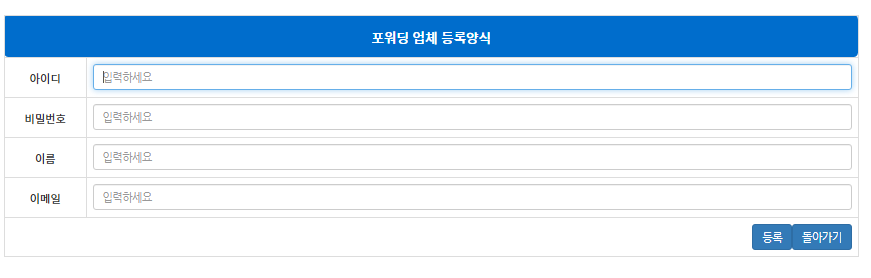 포워딩 업체 등록양식
아이디 입력하세요
비밀번호 입력하세요
이름 입력하세요
이메일 입력하세요
등록 돌아가기